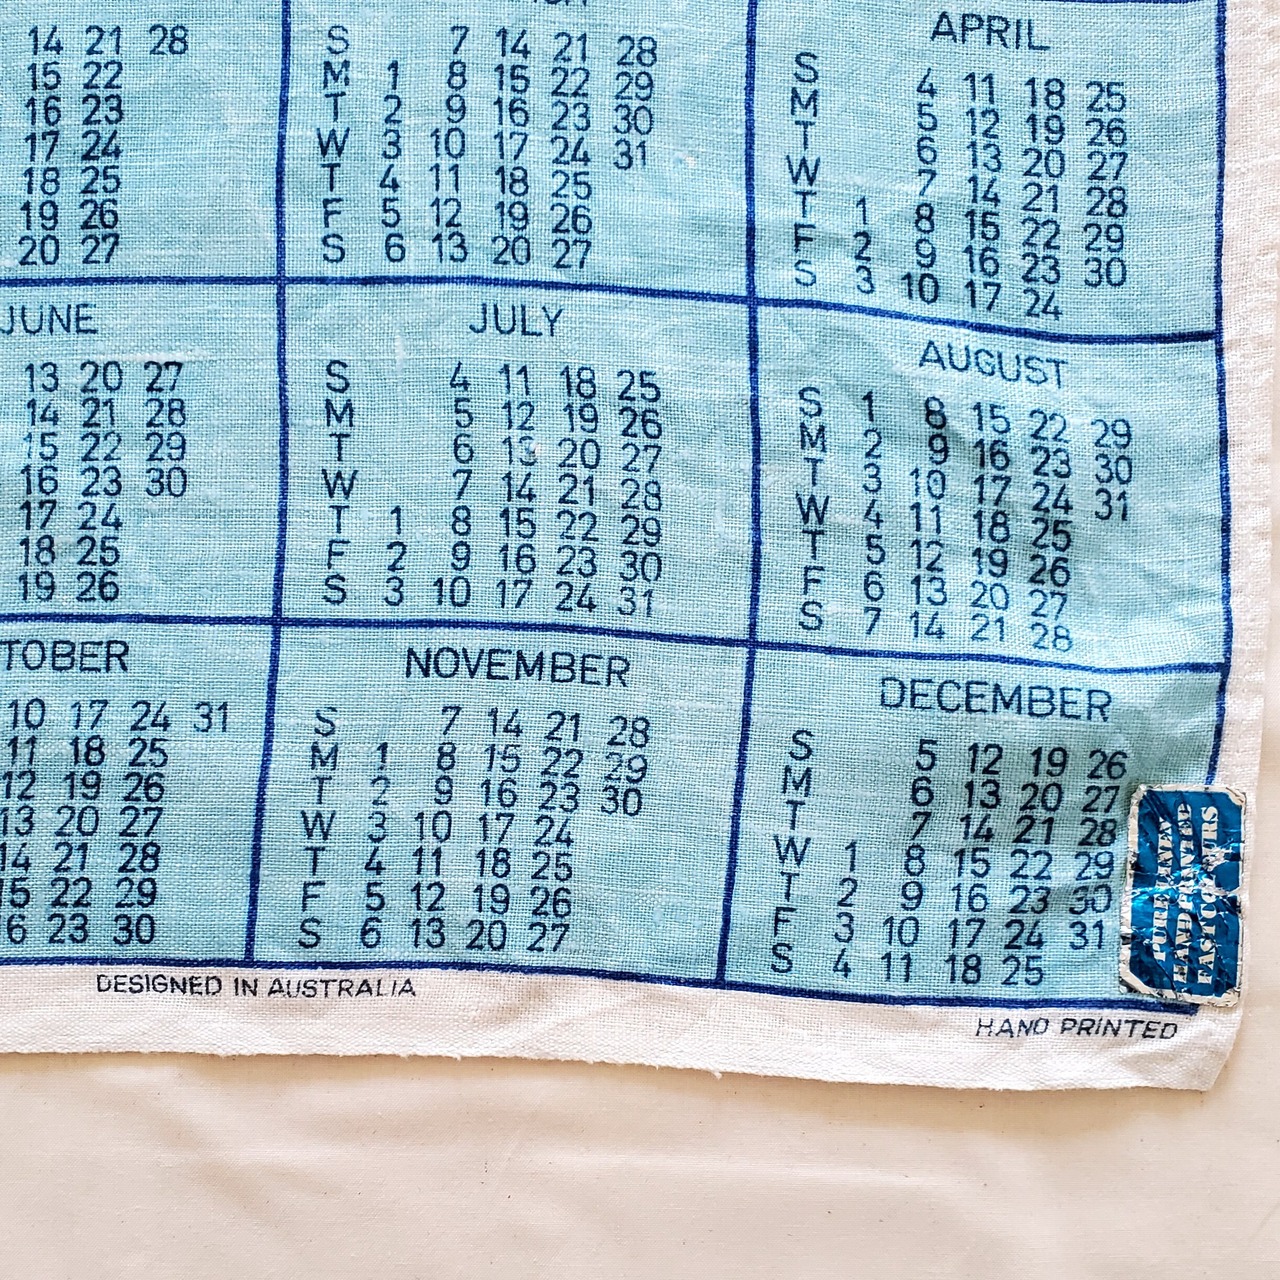 14 21 28
15 22
16 23
17 24
18 25
19 26
20 27
S 7 14 21 28
M 1 8 15 22 29
T 2 9 16 23 30
W 3 10 17 24 31
T 4 11 18 25
F 5 12 19 26
S 6 13 20 27
APRIL
S 4 11 18 25
M 5 12 19 26
T 6 13 20 27
W 7 14 21 28
T 1 8 15 22 29
F 2 9 16 23 30
S 3 10 17 24
JUNE
13 20 27
14 21 28
15 22 29
16 23 30
17 24
18 25
19 26
JULY
S 4 11 18 25
M 5 12 19 26
T 6 13 20 27
W 7 14 21 28
T 1 8 15 22 29
F 2 9 16 23 30
S 3 10 17 24 31
AUGUST
S 1 8 15 22 29
M 2 9 16 23 30
T 3 10 17 24 31
W 4 11 18 25
T 5 12 19 26
F 6 13 20 27
S 7 14 21 28
TOBER
10 17 24 31
11 18 25
12 19 26
13 20 27
14 21 28
15 22 29
6 23 30
NOVEMBER
S 7 14 21 28
M 1 8 15 22 29
T 2 9 16 23 30
W 3 10 17 24
T 4 11 18 25
F 5 12 19 26
S 6 13 20 27
DECEMBER
S 5 12 19 26
M 6 13 20 27
T 7 14 21 28
W 1 8 15 22 29
T 2 9 16 23 30
F 3 10 17 24 31
S 4 11 18 25
PURE LINEN
HAND PRINTED
FAST COLOURS
DESIGNED IN AUSTRALIA
HAND PRINTED